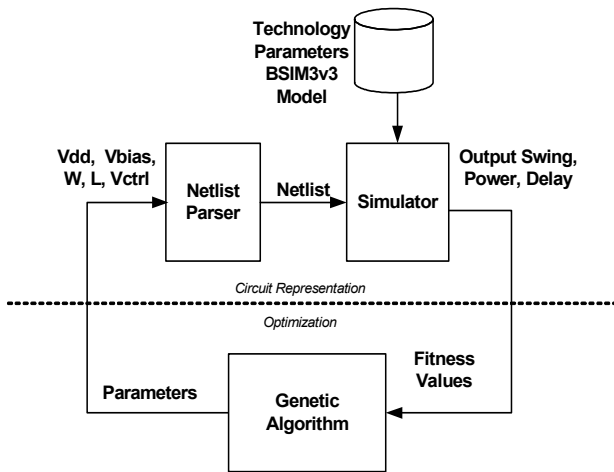 Technology
Parameters
BSIM3v3
Model
Vdd, Vbias,
W, L, Vctrl
Netlist
Parser
Netlist
Simulator
Output Swing,
Power, Delay
Circuit Representation
Optimization
Parameters
Genetic
Algorithm
Fitness
Values